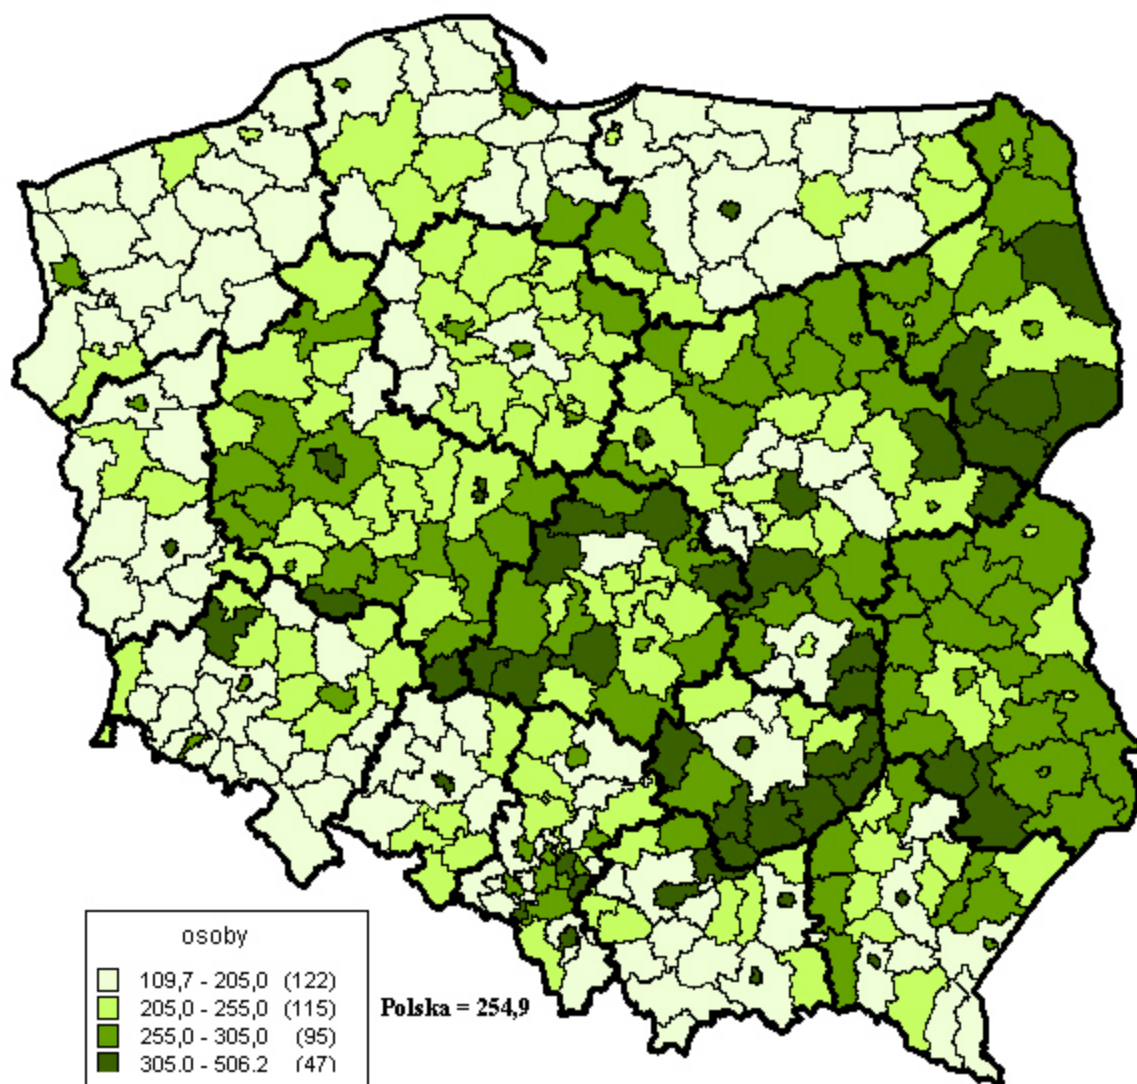 osoby
109,7 - 205,0 (122)
205,0 - 255,0 (115)
255,0 - 305,0 (95)
305,0 - 506,2 (47)
Polska = 254,9